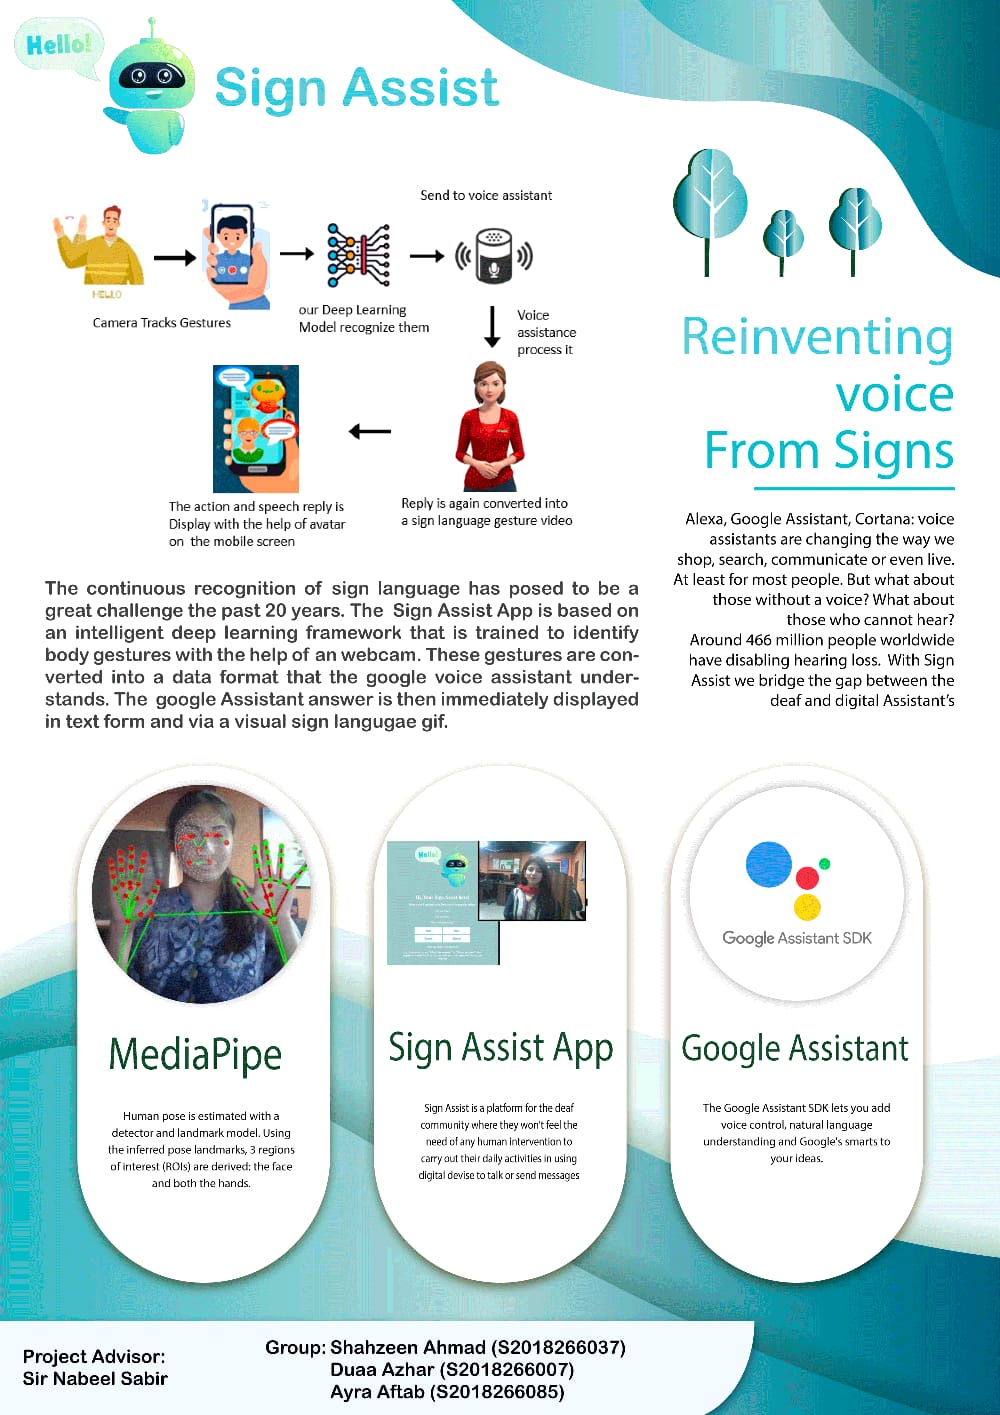 Hello!
Sign Assist
Send to voice assistant
HELLO
Camera Tracks Gestures
our Deep Learning
Model recognize them
Voice
assistance
process it
The action and speech reply is
Display with the help of avatar
on the mobile screen
Reply is again converted into
a sign language gesture video
Reinventing
voice
From Signs
Alexa, Google Assistant, Cortana: voice
assistants are changing the way we
shop, search, communicate or even live.
At least for most people. But what about
those without a voice? What about
those who cannot hear?
Around 466 million people worldwide
have disabling hearing loss. With Sign
Assist we bridge the gap between the
deaf and digital Assistant's
The continuous recognition of sign language has posed to be a
great challenge the past 20 years. The Sign Assist App is based on
an intelligent deep learning framework that is trained to identify
body gestures with the help of an webcam. These gestures are con-
verted into a data format that the google voice assistant under-
stands. The google Assistant answer is then immediately displayed
in text form and via a visual sign langugae gif.
MediaPipe
Human pose is estimated with a
detector and landmark model. Using
the inferred pose landmarks, 3 regions
of interest (ROIs) are derived: the face
and both the hands.
Hello!
Sign Assist App
Sign Assist is a platform for the deaf
community where they won't feel the
need of any human intervention to
carry out their daily activities in using
digital devise to talk or send messages
Google Assistant SDK
Google Assistant
The Google Assistant SDK lets you add
voice control, natural language
understanding and Google's smarts to
your ideas.
Project Advisor:
Sir Nabeel Sabir
Group: Shahzeen Ahmad (S2018266037)
Duaa Azhar (S2018266007)
Ayra Aftab (S2018266085)